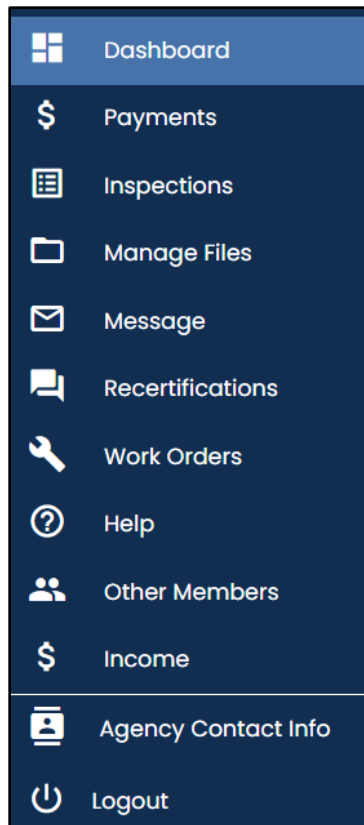 Dashboard
Payments
Inspections
Manage Files
Message
Recertifications
Work Orders
Help
Other Members
Income
Agency Contact Info
Logout